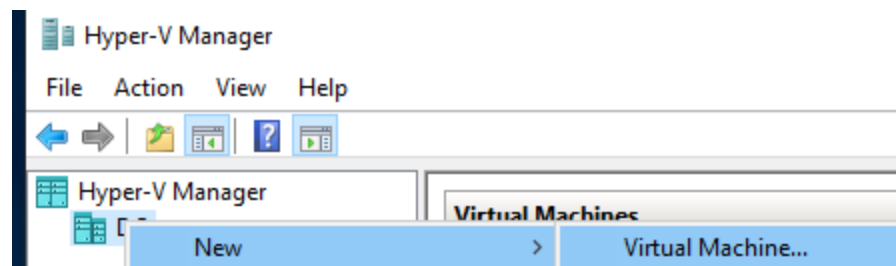 Hyper-V Manager
File Action View Help
Hyper-V Manager
Virtual Machines
New Virtual Machine...